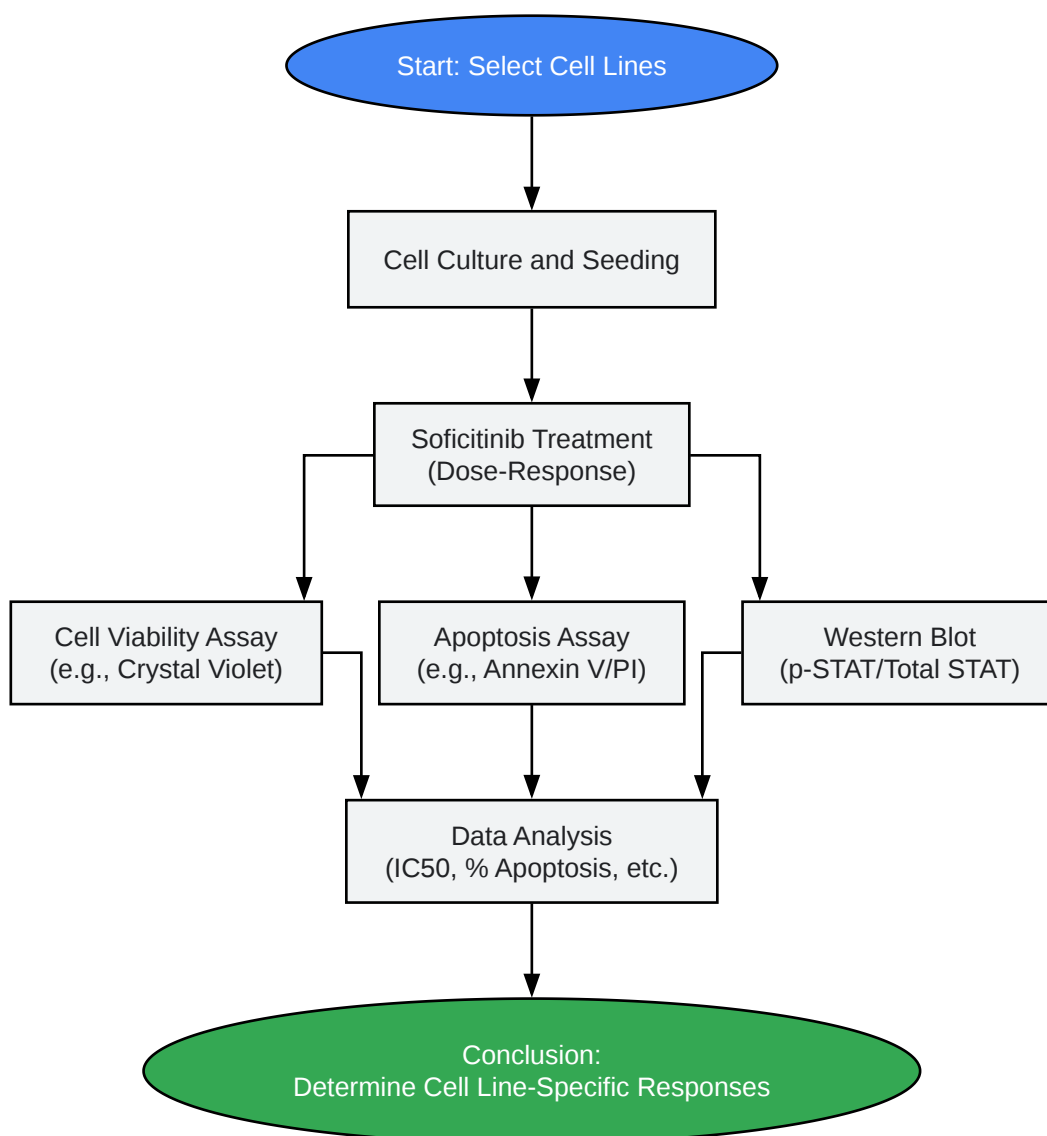 Start: Select Cell Lines
Cell Culture and Seeding
Soficitinib Treatment
(Dose-Response)
Cell Viability Assay
(e.g., Crystal Violet)
Apoptosis Assay
(e.g., Annexin V/PI)
Western Blot
(p-STAT/Total STAT)
Data Analysis
(IC50, % Apoptosis, etc.)
Conclusion:
Determine Cell Line-Specific Responses